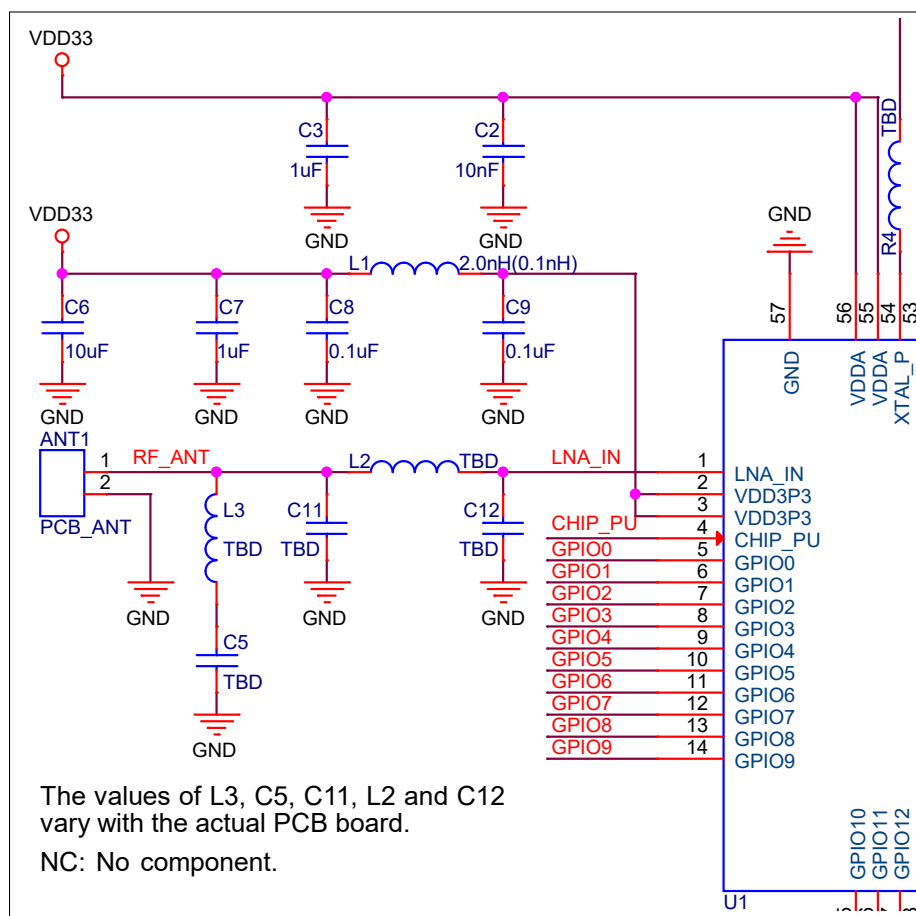 VDD33
C3
1uF
C2
10nF
TBD
R4
GND
GND
GND
VDD33
L1
2.0nH(0.1nH)
C6
10uF
C7
1uF
C8
0.1uF
C9
0.1uF
GND
GND
GND
GND
57
56
55
54
53
GND
VDDA
VDDA
XTAL_P
ANT1
1
2
PCB_ANT
RF_ANT
L2
TBD
LNA_IN
L3
TBD
C11
TBD
C12
TBD
GND
GND
GND
C5
TBD
GND
CHIP_PU
GPIO0
GPIO1
GPIO2
GPIO3
GPIO4
GPIO5
GPIO6
GPIO7
GPIO8
GPIO9
1
2
3
4
5
6
7
8
9
10
11
12
13
14
LNA_IN
VDD3P3
VDD3P3
CHIP_PU
GPIO0
GPIO1
GPIO2
GPIO3
GPIO4
GPIO5
GPIO6
GPIO7
GPIO8
GPIO9
GPIO10
GPIO11
GPIO12
U1
The values of L3, C5, C11, L2 and C12
vary with the actual PCB board.
NC: No component.